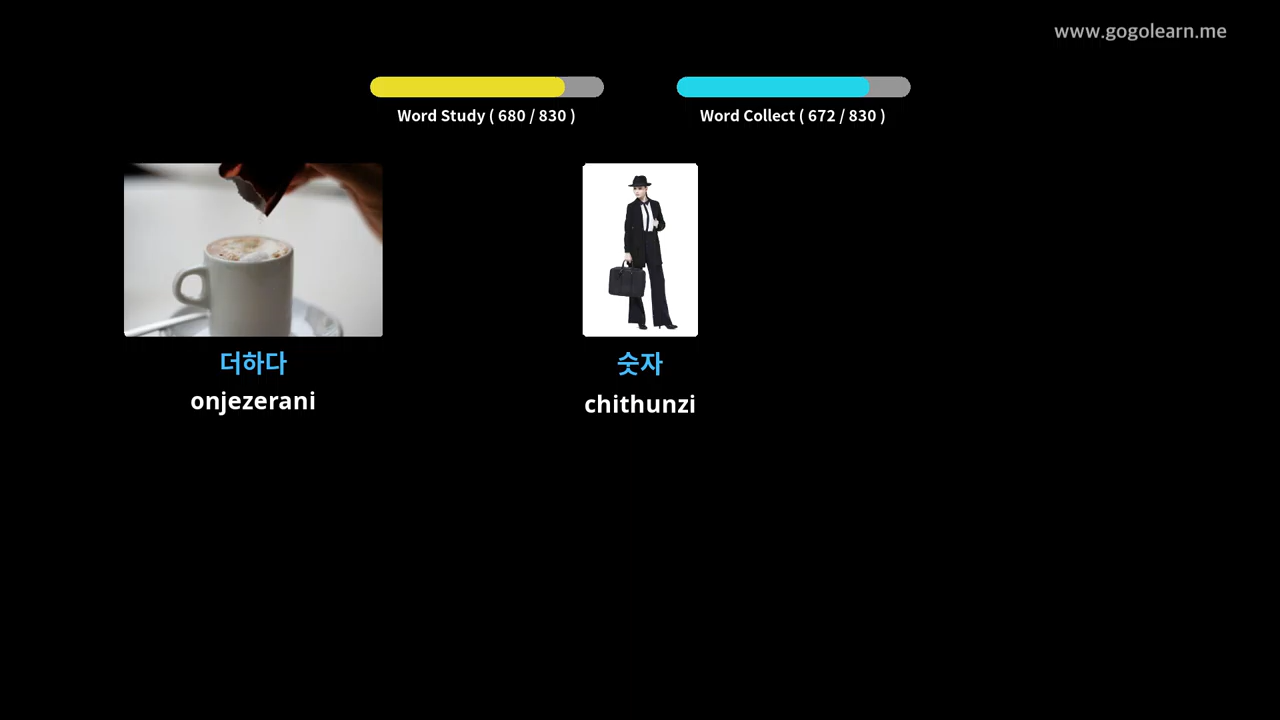 www.gogolearn.me
Word Study ( 680 / 830 )
Word Collect ( 672 / 830 )
더하다
onjezerani
숫자
chithunzi